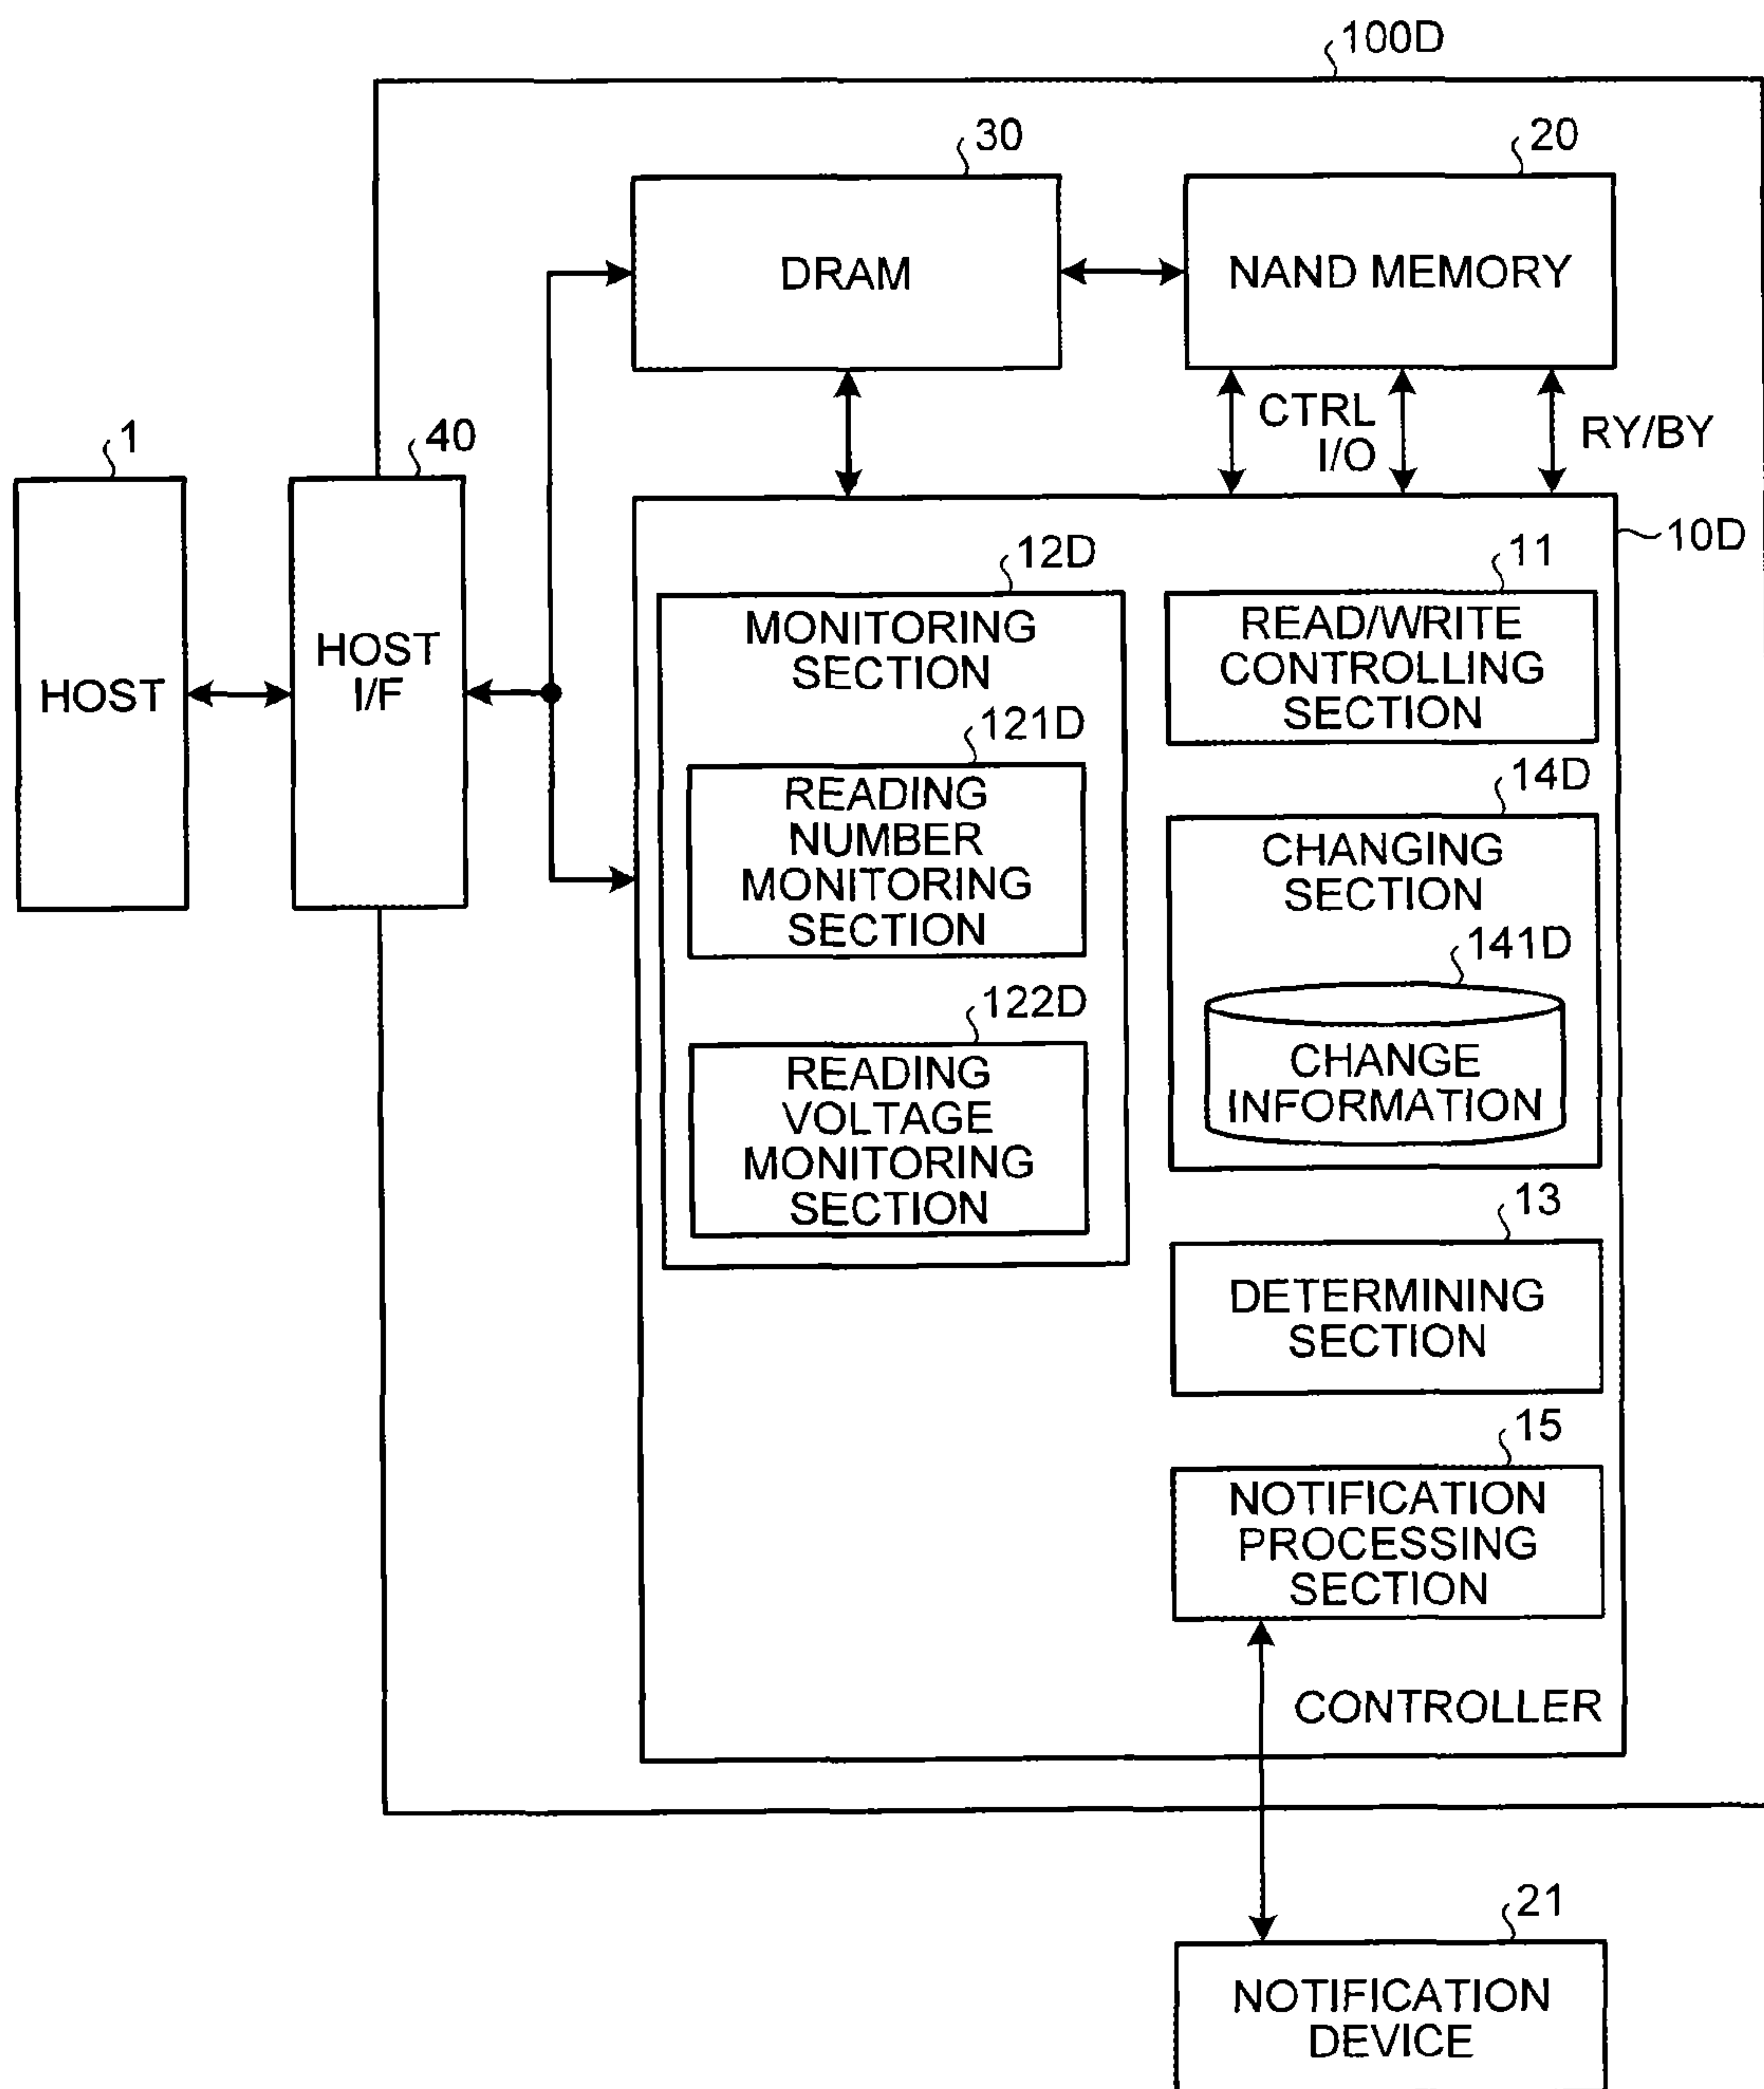 100D
30
20
DRAM
NAND MEMORY
CTRL
I/O
RY/BY
1
40
HOST
HOST
I/F
10D
12D
MONITORING
SECTION
121D
READING
NUMBER
MONITORING
SECTION
122D
READING
VOLTAGE
MONITORING
SECTION
11
READ/WRITE
CONTROLLING
SECTION
14D
CHANGING
SECTION
141D
CHANGE
INFORMATION
13
DETERMINING
SECTION
15
NOTIFICATION
PROCESSING
SECTION
CONTROLLER
21
NOTIFICATION
DEVICE